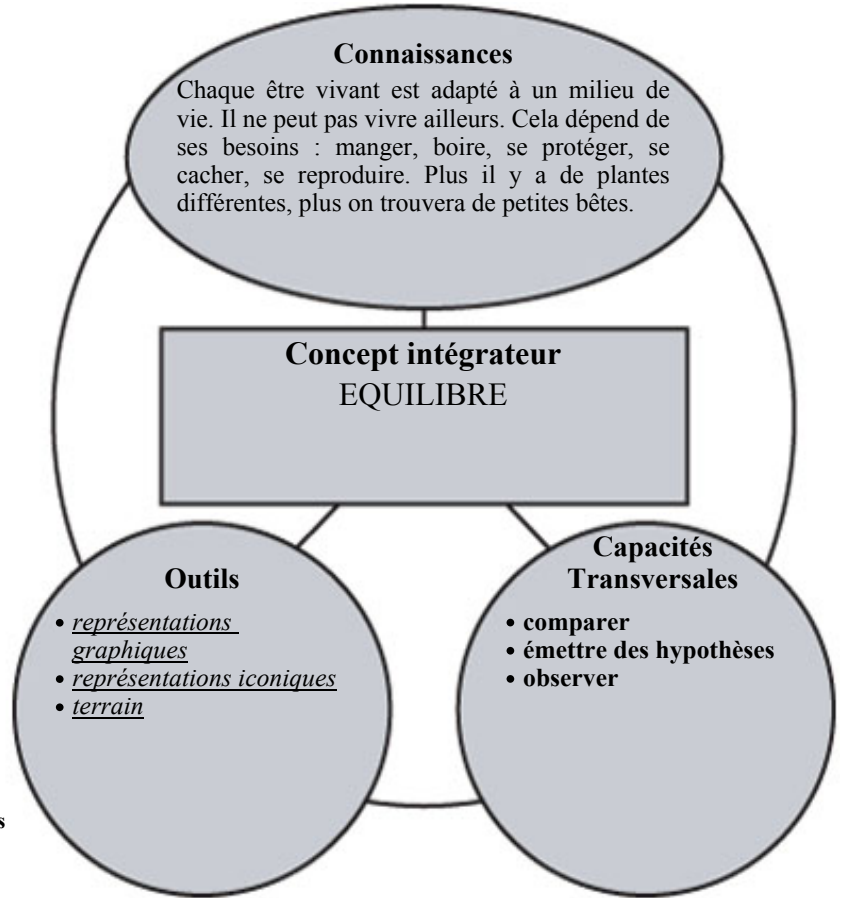 Connaissances
Chaque être vivant est adapté à un milieu de
vie. Il ne peut pas vivre ailleurs. Cela dépend de
ses besoins : manger, boire, se protéger, se
cacher, se reproduire. Plus il y a de plantes
différentes, plus on trouvera de petites bêtes.
Concept intégrateur
EQUILIBRE
Outils
• représentations
graphiques
• représentations iconiques
• terrain
Capacités
Transversales
• comparer
• émettre des hypothèses
• observer
s